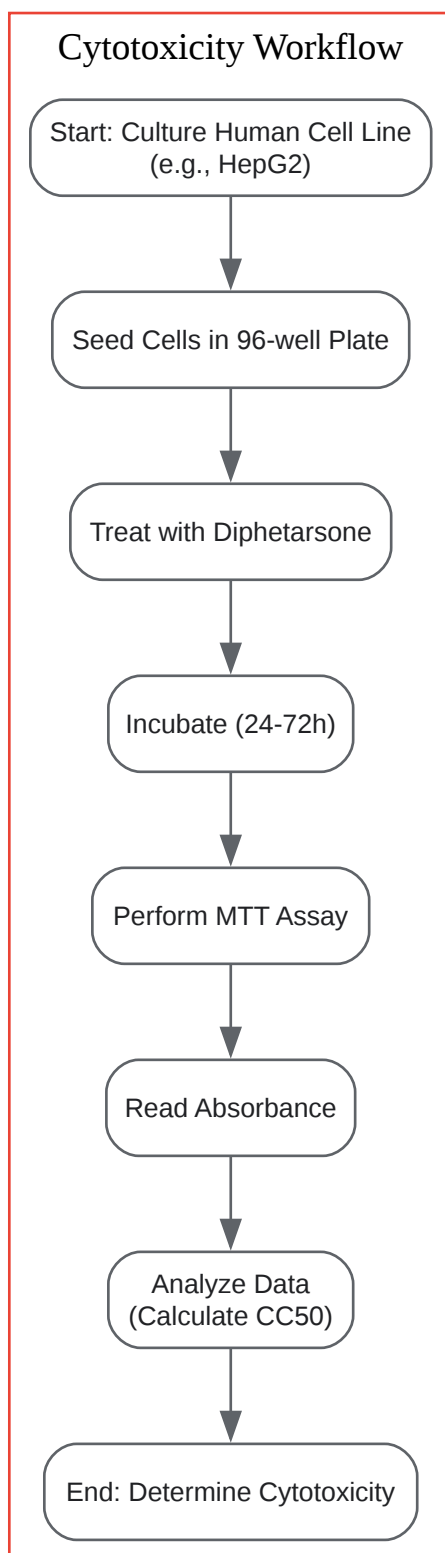 Cytotoxicity Workflow
Start: Culture Human Cell Line
(e.g., HepG2)
Seed Cells in 96-well Plate
Treat with Diphetarsone
Incubate (24-72h)
Perform MTT Assay
Read Absorbance
Analyze Data
(Calculate CC50)
End: Determine Cytotoxicity